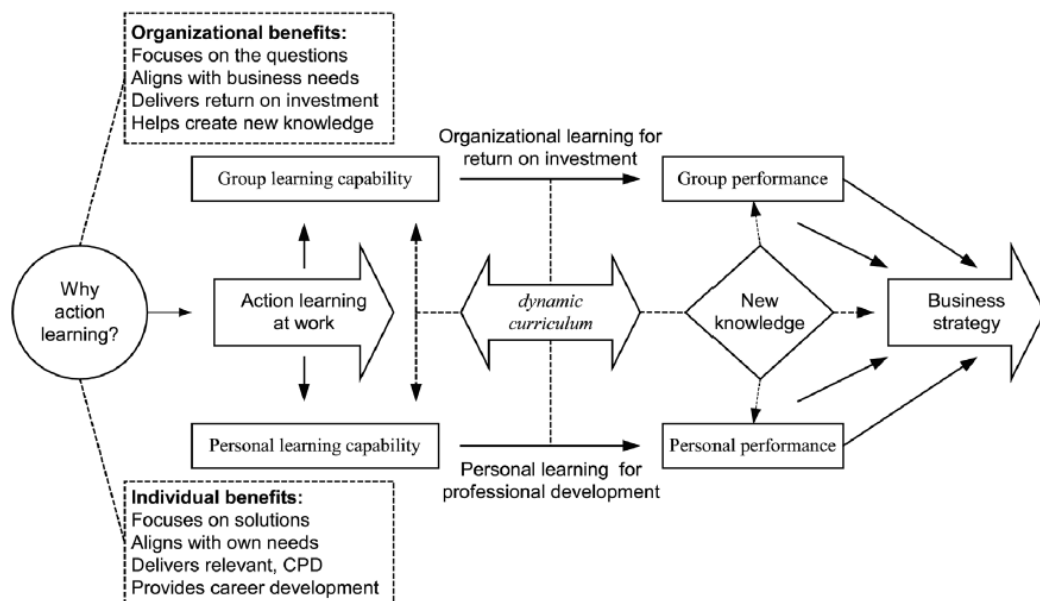 Organizational benefits:
Focuses on the questions
Aligns with business needs
Delivers return on investment
Helps create new knowledge
Organizational learning for
return on investment
Group learning capability
Group performance
Why
action
learning?
Action learning
at work
dynamic
curriculum
New
knowledge
Business
strategy
Personal learning capability
Personal performance
Personal learning for
professional development
Individual benefits:
Focuses on solutions
Aligns with own needs
Delivers relevant, CPD
Provides career development